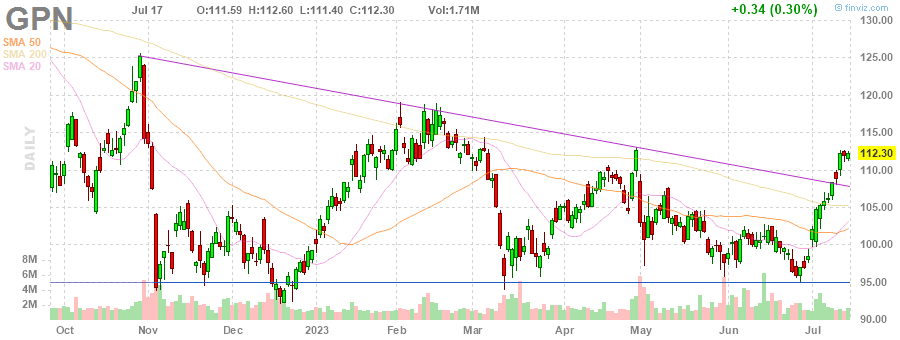 GPN Jul 17 O:111.59 H:112.60 L:111.40 C:112.30 Vol:1.71M +0.34 (0.30%) © finviz.com
SMA 50
SMA 200
SMA 20
DAILY
130.00
125.00
120.00
115.00
112.30
110.00
105.00
100.00
95.00
90.00
8M
6M
4M
2M
Oct Nov Dec 2023 Feb Mar Apr May Jun Jul